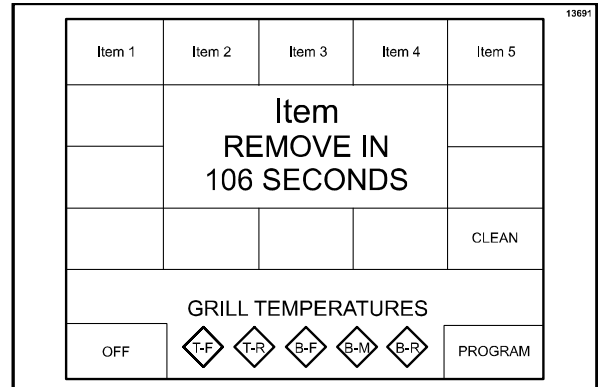 13691
Item 1 Item 2 Item 3 Item 4 Item 5
Item
REMOVE IN
106 SECONDS
CLEAN
GRILL TEMPERATURES
OFF T-F T-R B-F B-M B-R PROGRAM